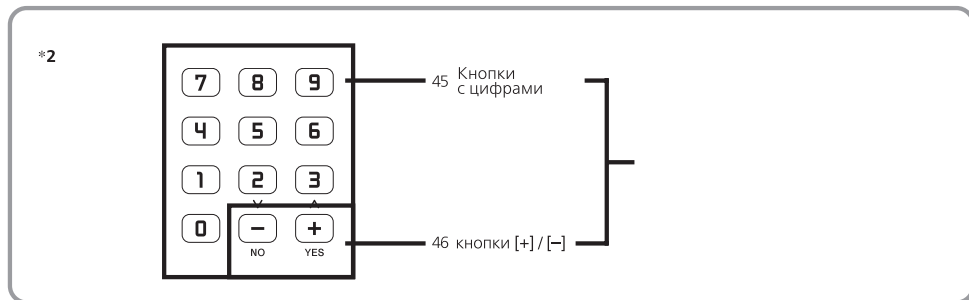 *2
7 8 9
4 5 6
1 2 3
0 − +
NO YES
45 Кнопки
с цифрами
46 кнопки [+] / [−]